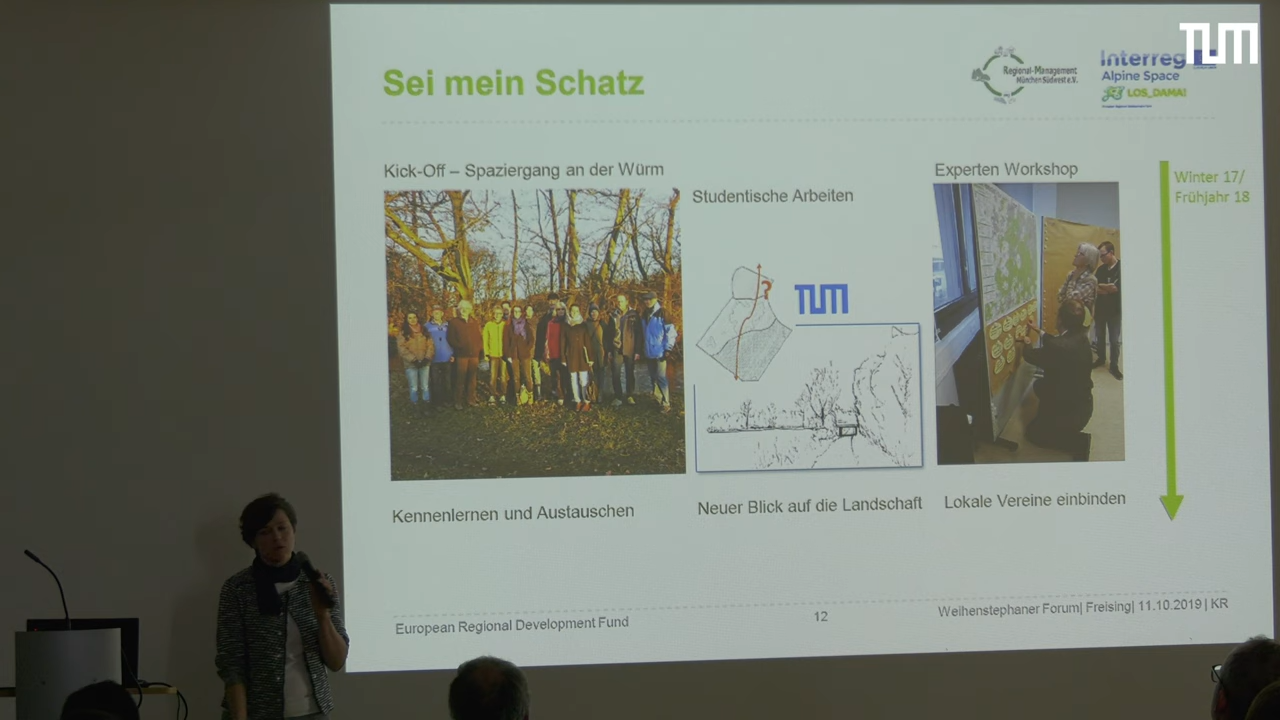 TUM
Sei mein Schatz
Regional-Management
München Südwest e.V.
Interreg
Alpine Space
LOS_DAMA!
Kick-Off – Spaziergang an der Würm
Studentische Arbeiten
Experten Workshop
Winter 17/
Frühjahr 18
?
TUM
Kennenlernen und Austauschen
Neuer Blick auf die Landschaft
Lokale Vereine einbinden
European Regional Development Fund
12
Weihenstephaner Forum| Freising| 11.10.2019 | KR